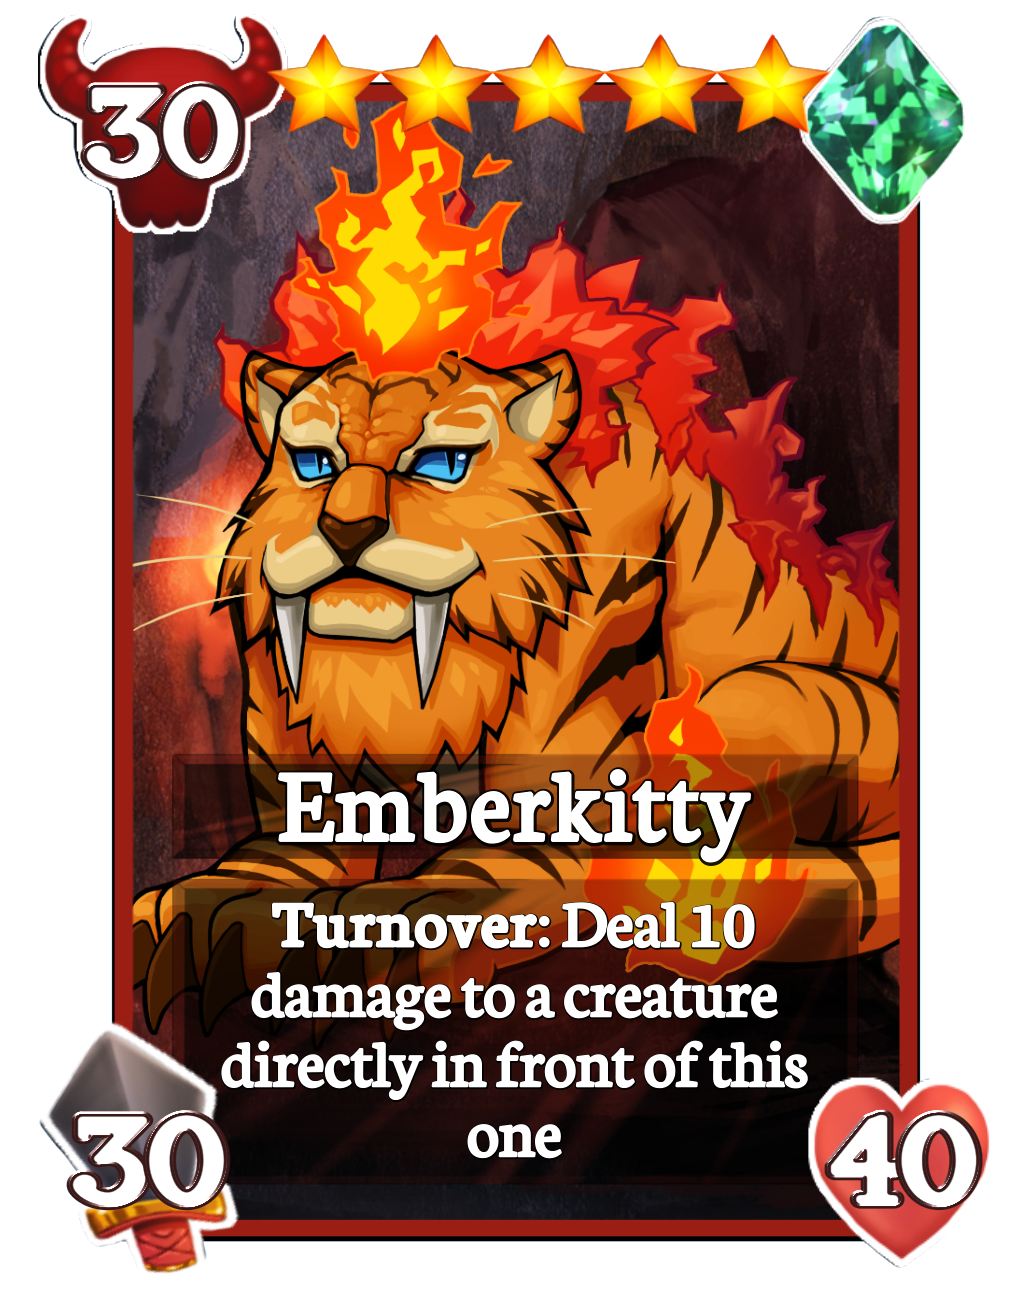 30
Emberkitty
Turnover: Deal 10
damage to a creature
directly in front of this
one
30
40